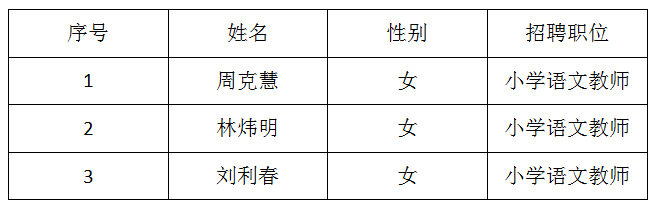 序号 姓名 性别 招聘职位
1 周克慧 女 小学语文教师
2 林炜明 女 小学语文教师
3 刘利春 女 小学语文教师